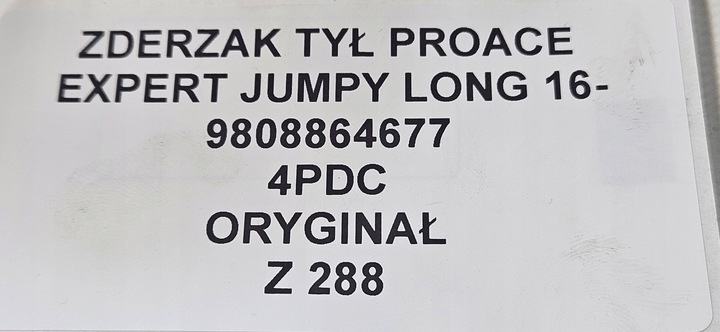 ZDERZAK TYŁ PROACE
EXPERT JUMPY LONG 16-
9808864677
4PDC
ORYGINAŁ
Z 288